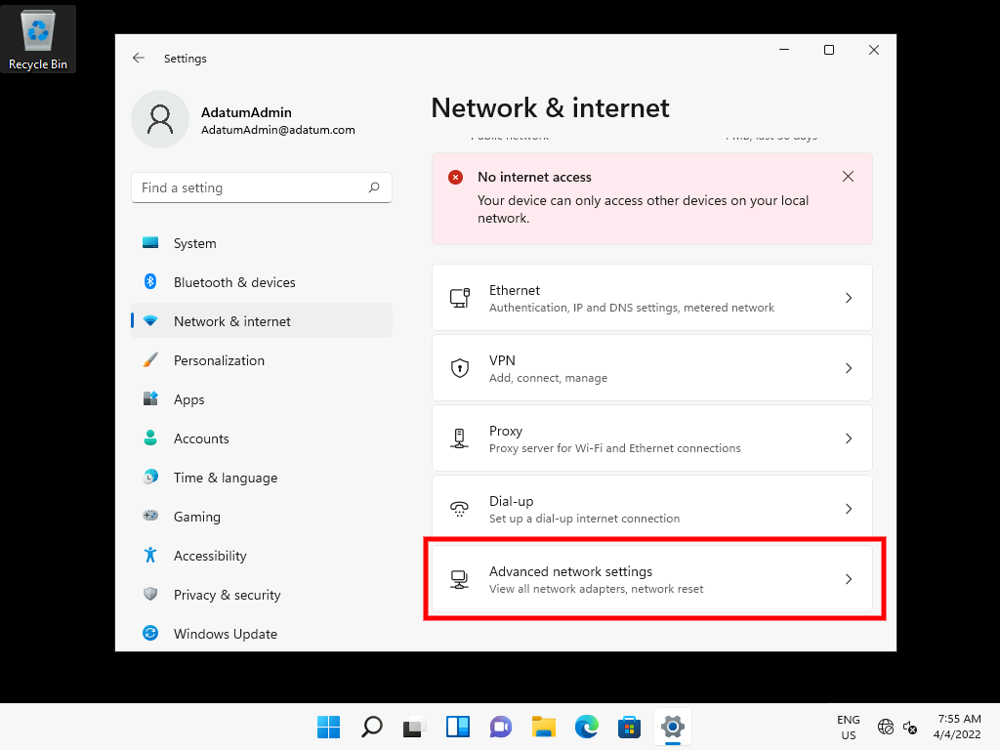 Recycle Bin
Settings
AdatumAdmin
AdatumAdmin@adatum.com
Find a setting
System
Bluetooth & devices
Network & internet
Personalization
Apps
Accounts
Time & language
Gaming
Accessibility
Privacy & security
Windows Update
Network & internet
Public network
MB, last 30 days
No internet access
Your device can only access other devices on your local
network.
Ethernet
Authentication, IP and DNS settings, metered network
VPN
Add, connect, manage
Proxy
Proxy server for Wi-Fi and Ethernet connections
Dial-up
Set up a dial-up internet connection
Advanced network settings
View all network adapters, network reset
ENG
US
7:55 AM
4/4/2022